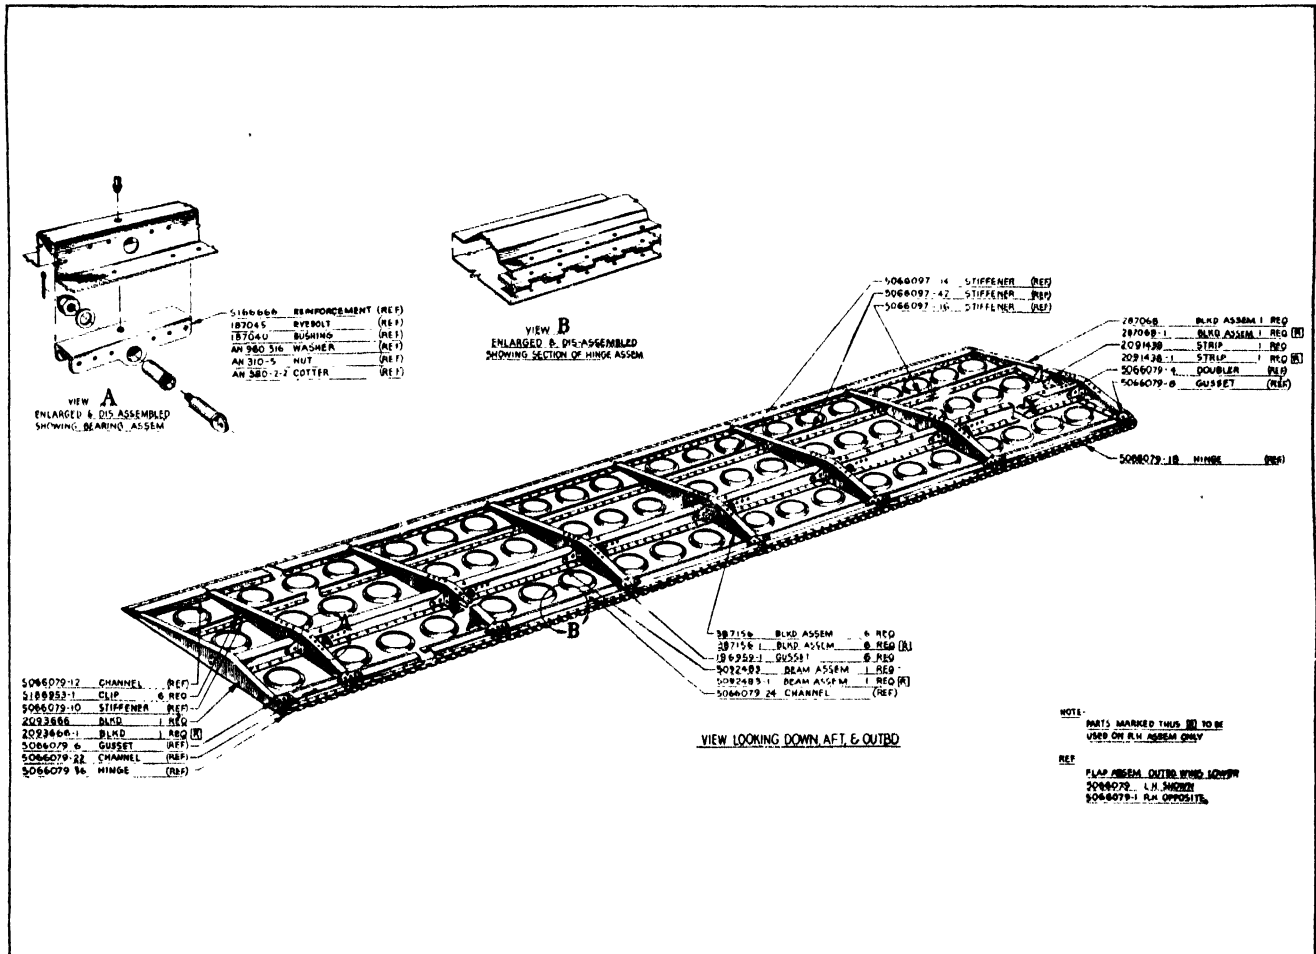 5166666 REINFORCEMENT (REF)
187045 EYEBOLT (REF)
187040 BUSHING (REF)
AN 960 516 WASHER (REF)
AN 310-5 NUT (REF)
AN 380-2-2 COTTER (REF)
VIEW A
ENLARGED & DIS-ASSEMBLED
SHOWING BEARING ASSEM
VIEW B
ENLARGED & DIS-ASSEMBLED
SHOWING SECTION OF HINGE ASSEM
5066097 14 STIFFENER (REF)
5066097-42 STIFFENER (REF)
5066097-16 STIFFENER (REF)
287068 BLKD ASSEM 1 REQ
287068-1 BLKD ASSEM 1 REQ R
2091438 STRIP 1 REQ
2091438-1 STRIP 1 REQ R
5066079-4 DOUBLER (REF)
5066079-8 GUSSET (REF)
5066079-18 HINGE (REF)
A
B
5066079-12 CHANNEL (REF)
5188953-1 CLIP 6 REQ
5066079-10 STIFFENER (REF)
2093666 BLKD 1 REQ
2093666-1 BLKD 1 REQ R
5066079 6 GUSSET (REF)
5066079-22 CHANNEL (REF)
5066079 36 HINGE (REF)
387156 BLKD ASSEM 6 REQ
387156 1 BLKD ASSEM 6 REQ R
186959-1 GUSSET 6 REQ
5092483 BEAM ASSEM 1 REQ
5092483-1 BEAM ASSEM 1 REQ R
5066079 24 CHANNEL (REF)
VIEW LOOKING DOWN, AFT, & OUTBD
NOTE-
PARTS MARKED THUS R TO BE
USED ON R.H ASSEM ONLY
REF
FLAP ASSEM OUTBD WING LOWER
5066079 L.H. SHOWN
5066079-1 R.H. OPPOSITE